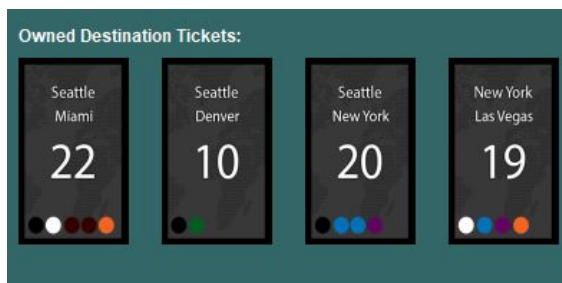 Owned Destination Tickets:
Seattle
Miami
22
Seattle
Denver
10
Seattle
New York
20
New York
Las Vegas
19